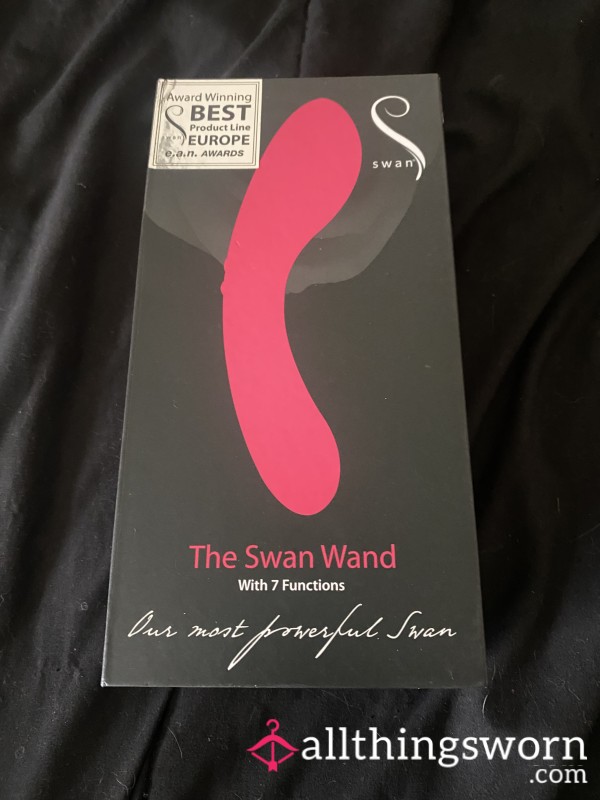 Award Winning
BEST
Product Line
swan
EUROPE
e.a.n. AWARDS
swan
The Swan Wand
With 7 Functions
Our most powerful Swan
allthingsworn
.com